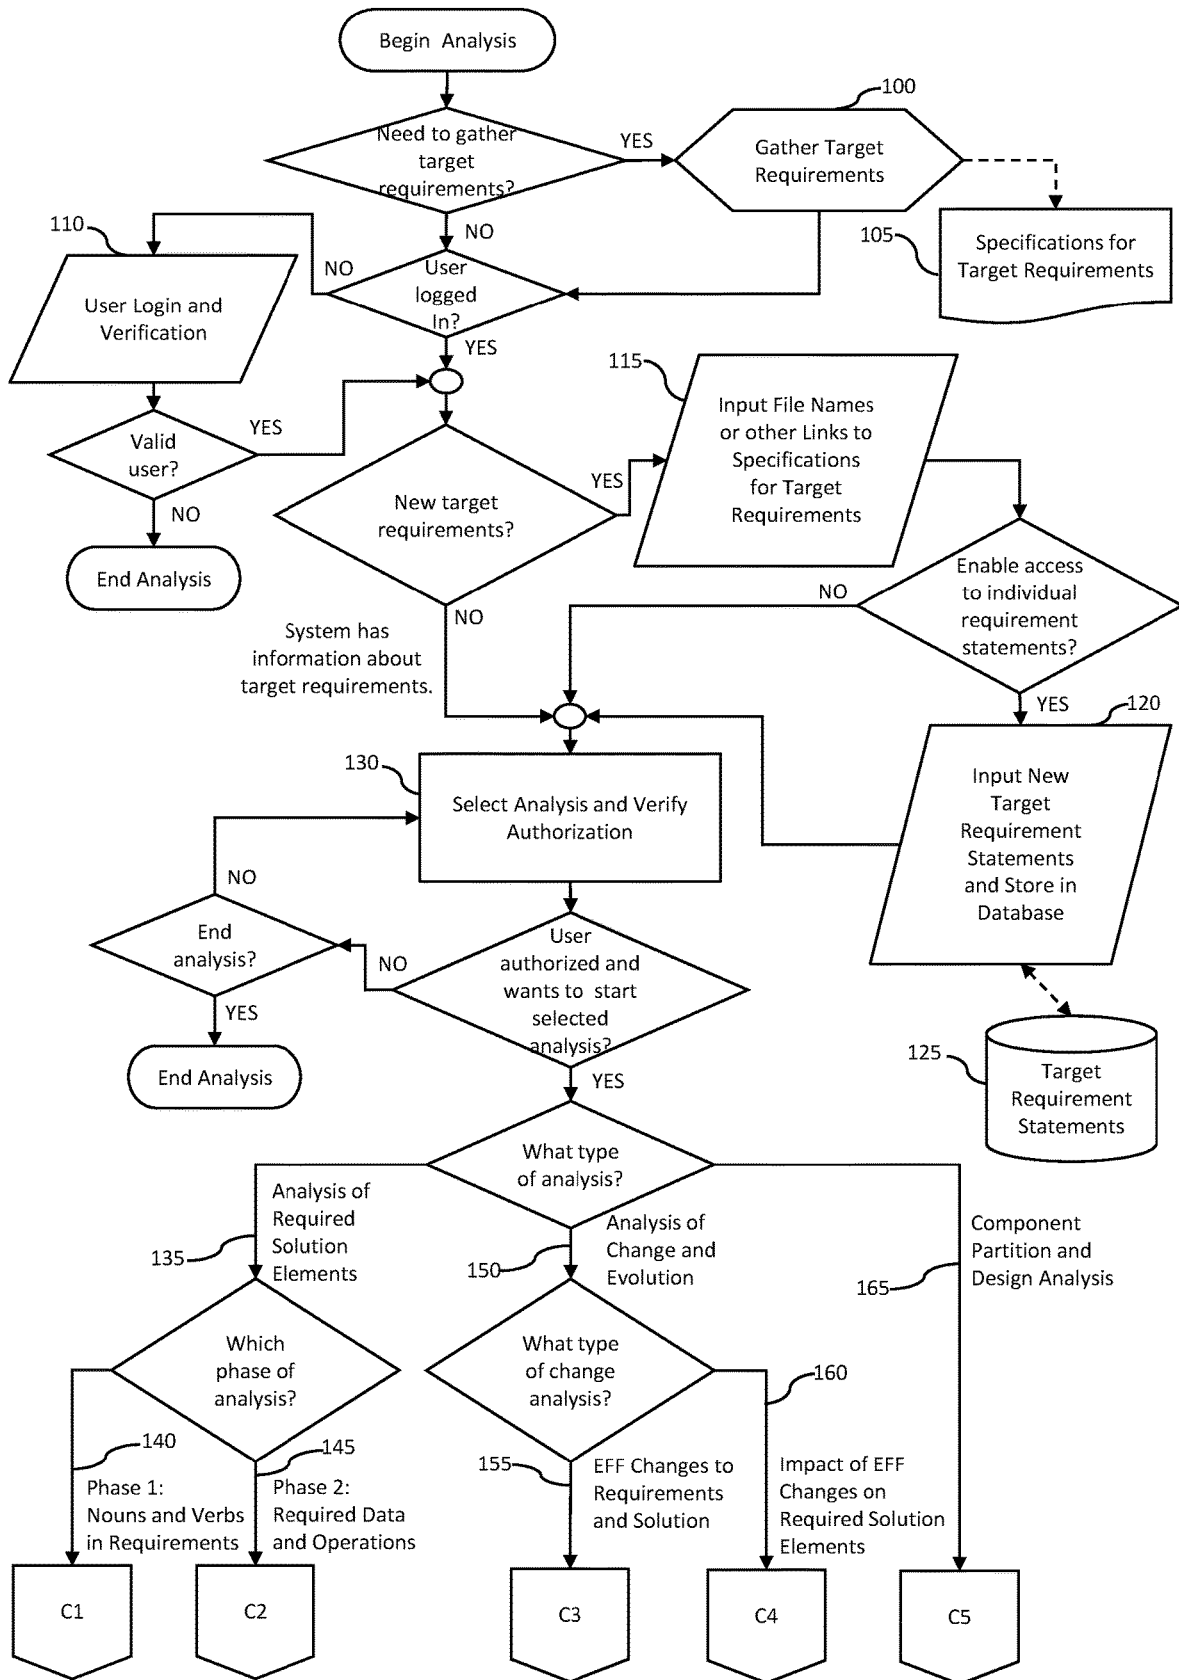 Begin Analysis
100
Need to gather
target
requirements?
YES
Gather Target
Requirements
NO
110
105
Specifications for
Target Requirements
NO
User
logged
In?
User Login and
Verification
YES
115
Input File Names
or other Links to
Specifications
for Target
Requirements
YES
Valid
user?
YES
New target
requirements?
NO
End Analysis
Enable access
to individual
requirement
statements?
NO
NO
System has
information about
target requirements.
YES
120
130
Select Analysis and Verify
Authorization
Input New
Target
Requirement
Statements
and Store in
Database
NO
End
analysis?
NO
User
authorized and
wants to start
selected
analysis?
YES
End Analysis
125
Target
Requirement
Statements
YES
What type
of analysis?
Analysis of
Required
Solution
Elements
135
Analysis of
Change and
Evolution
150
Component
Partition and
Design Analysis
165
Which
phase of
analysis?
What type
of change
analysis?
160
140
145
155
Phase 1:
Nouns and Verbs
in Requirements
Phase 2:
Required Data
and Operations
EFF Changes to
Requirements
and Solution
Impact of EFF
Changes on
Required Solution
Elements
C1
C2
C3
C4
C5